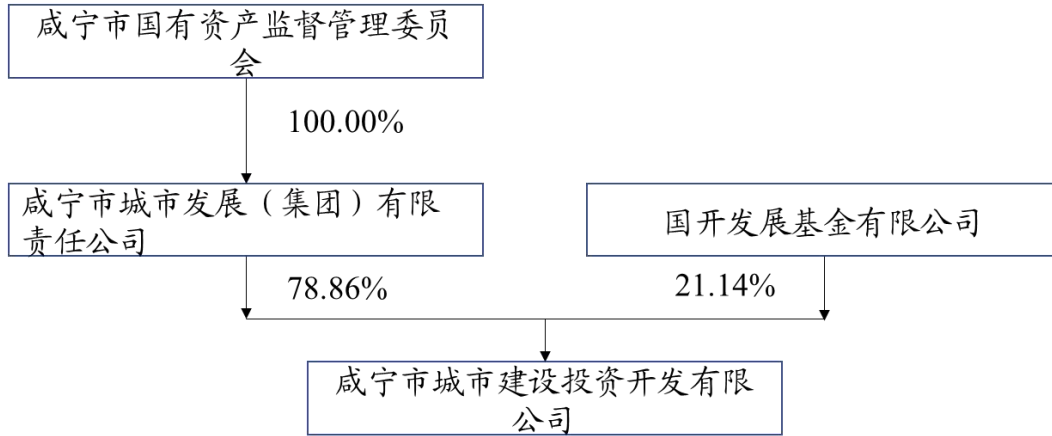 咸宁市国有资产监督管理委员
会
100.00%
咸宁市城市发展（集团）有限
责任公司
国开发展基金有限公司
78.86%
21.14%
咸宁市城市建设投资开发有限
公司